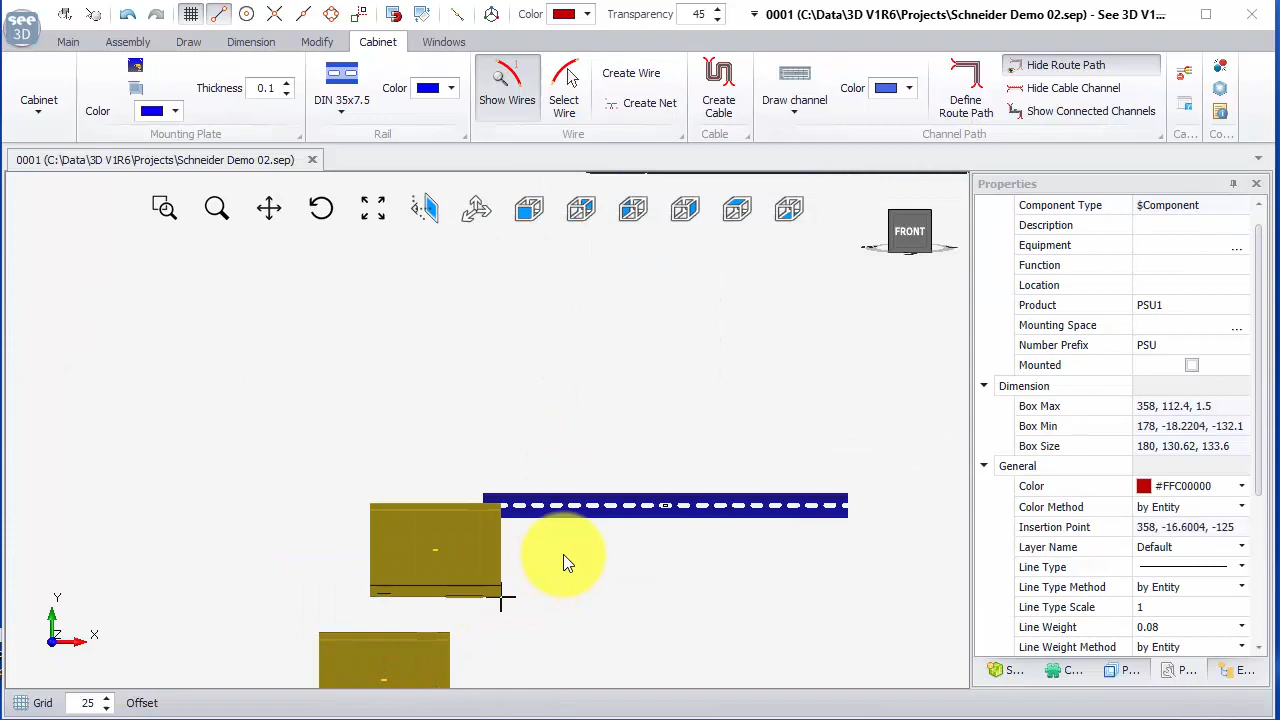 see 3D
Color
Transparency 45
0001 (C:\Data\3D V1R6\Projects\Schneider Demo 02.sep) - See 3D V1...
Main Assembly Draw Dimension Modify Cabinet Windows
Cabinet
Color
Thickness 0.1
Mounting Plate
DIN 35x7.5
Color
Rail
Show Wires
Select Wire
Create Wire
Create Net
Wire
Create Cable
Cable
Draw channel
Color
Define Route Path
Hide Route Path
Hide Cable Channel
Show Connected Channels
Channel Path
Ca...
Co...
0001 (C:\Data\3D V1R6\Projects\Schneider Demo 02.sep)
FRONT
Y
Z
X
Properties
Component Type $Component
Description
Equipment ...
Function
Location
Product PSU1
Mounting Space ...
Number Prefix PSU
Mounted
Dimension
Box Max 358, 112.4, 1.5
Box Min 178, -18.2204, -132.1
Box Size 180, 130.62, 133.6
General
Color #FFC00000
Color Method by Entity
Insertion Point 358, -16.6004, -125
Layer Name Default
Line Type
Line Type Method by Entity
Line Type Scale 1
Line Weight 0.08
Line Weight Method by Entity
S... C... P... P... E...
Grid 25 Offset